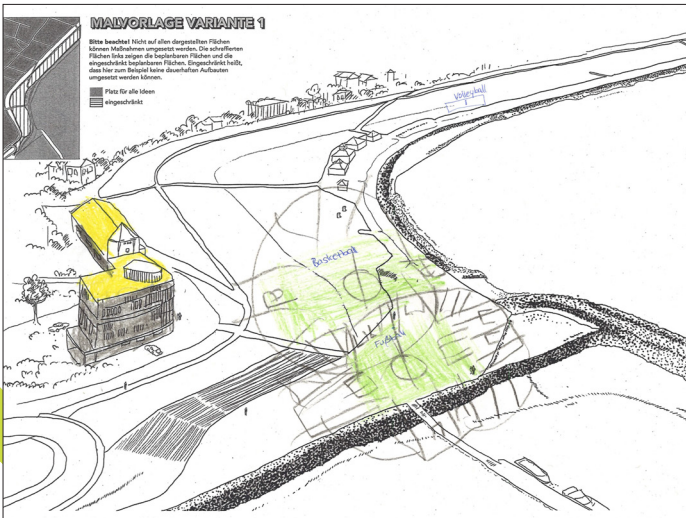 MALVORLAGE VARIANTE 1
Bitte beachte! Nicht auf allen dargestellten Flächen
können Maßnahmen umgesetzt werden. Die schraffierten
Flächen links zeigen die beplanbaren Flächen und die
eingeschränkt beplanbaren Flächen. Eingeschränkt heißt,
dass hier zum Beispiel keine dauerhaften Aufbauten
umgesetzt werden können.
Platz für alle Ideen
eingeschränkt
Volleyball
Basketball
Fußball